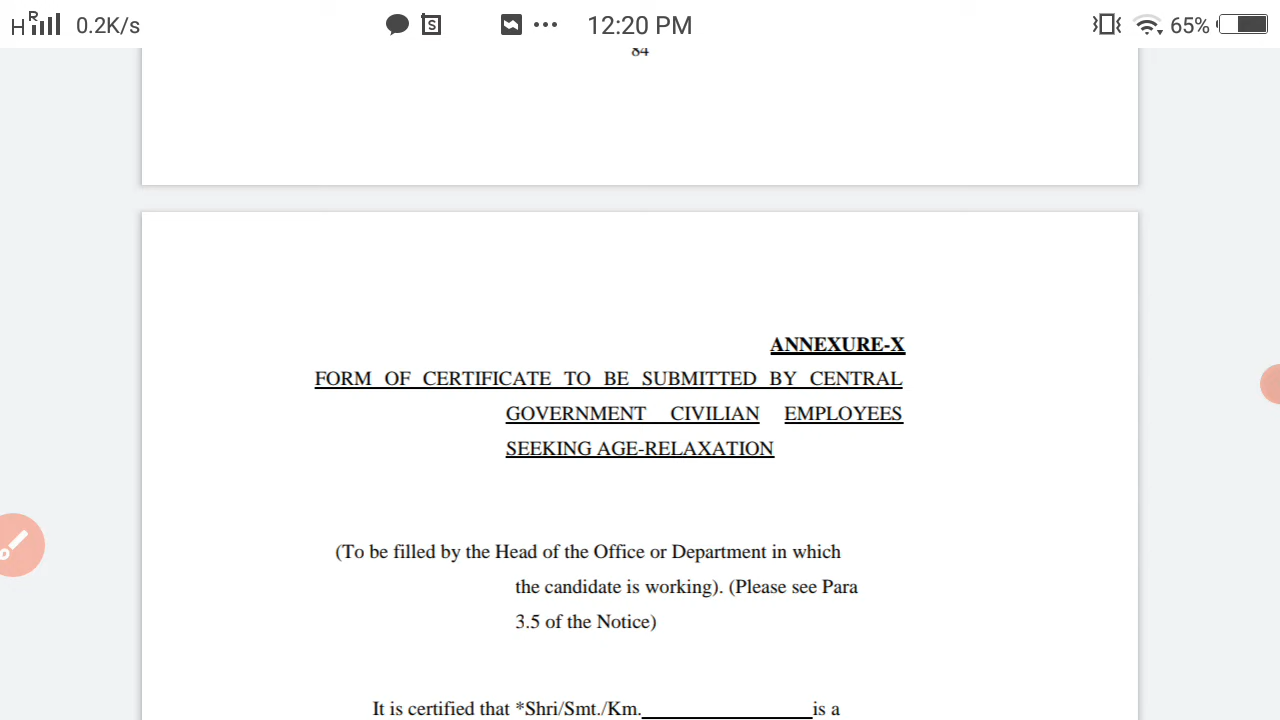 H R 0.2K/s S 12:20 PM 65%
84
ANNEXURE-X
FORM OF CERTIFICATE TO BE SUBMITTED BY CENTRAL
GOVERNMENT CIVILIAN EMPLOYEES
SEEKING AGE-RELAXATION
(To be filled by the Head of the Office or Department in which
the candidate is working). (Please see Para
3.5 of the Notice)
It is certified that *Shri/Smt./Km.__________________is a